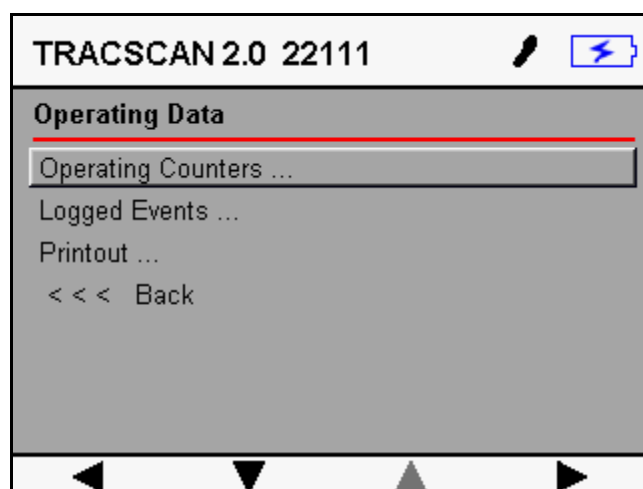 TRACSCAN 2.0 22111
Operating Data
Operating Counters ...
Logged Events ...
Printout ...
< < < Back